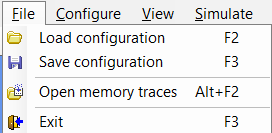 File Configure View Simulate
Load configuration F2
Save configuration F3
Open memory traces Alt+F2
Exit F3